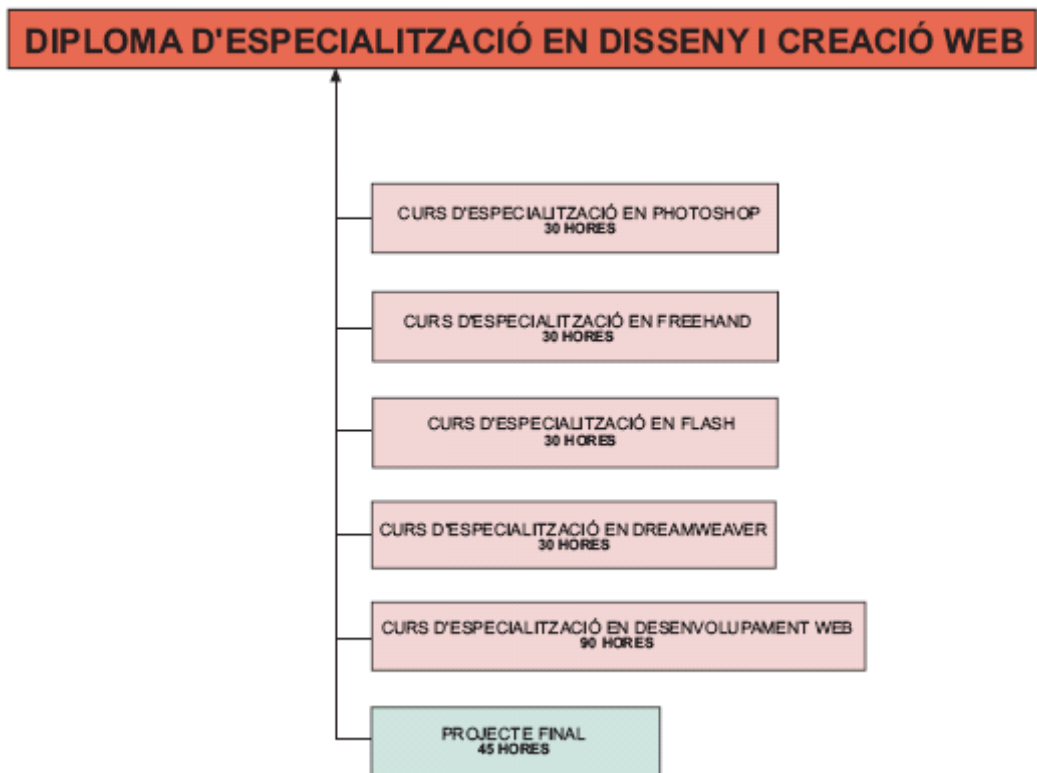 DIPLOMA D'ESPECIALITZACIÓ EN DISSENY I CREACIÓ WEB
CURS D'ESPECIALITZACIÓ EN PHOTOSHOP
30 HORES
CURS D'ESPECIALITZACIÓ EN FREEHAND
30 HORES
CURS D'ESPECIALITZACIÓ EN FLASH
30 HORES
CURS D'ESPECIALITZACIÓ EN DREAMWEAVER
30 HORES
CURS D'ESPECIALITZACIÓ EN DESENVOLUPAMENT WEB
90 HORES
PROJECTE FINAL
45 HORES